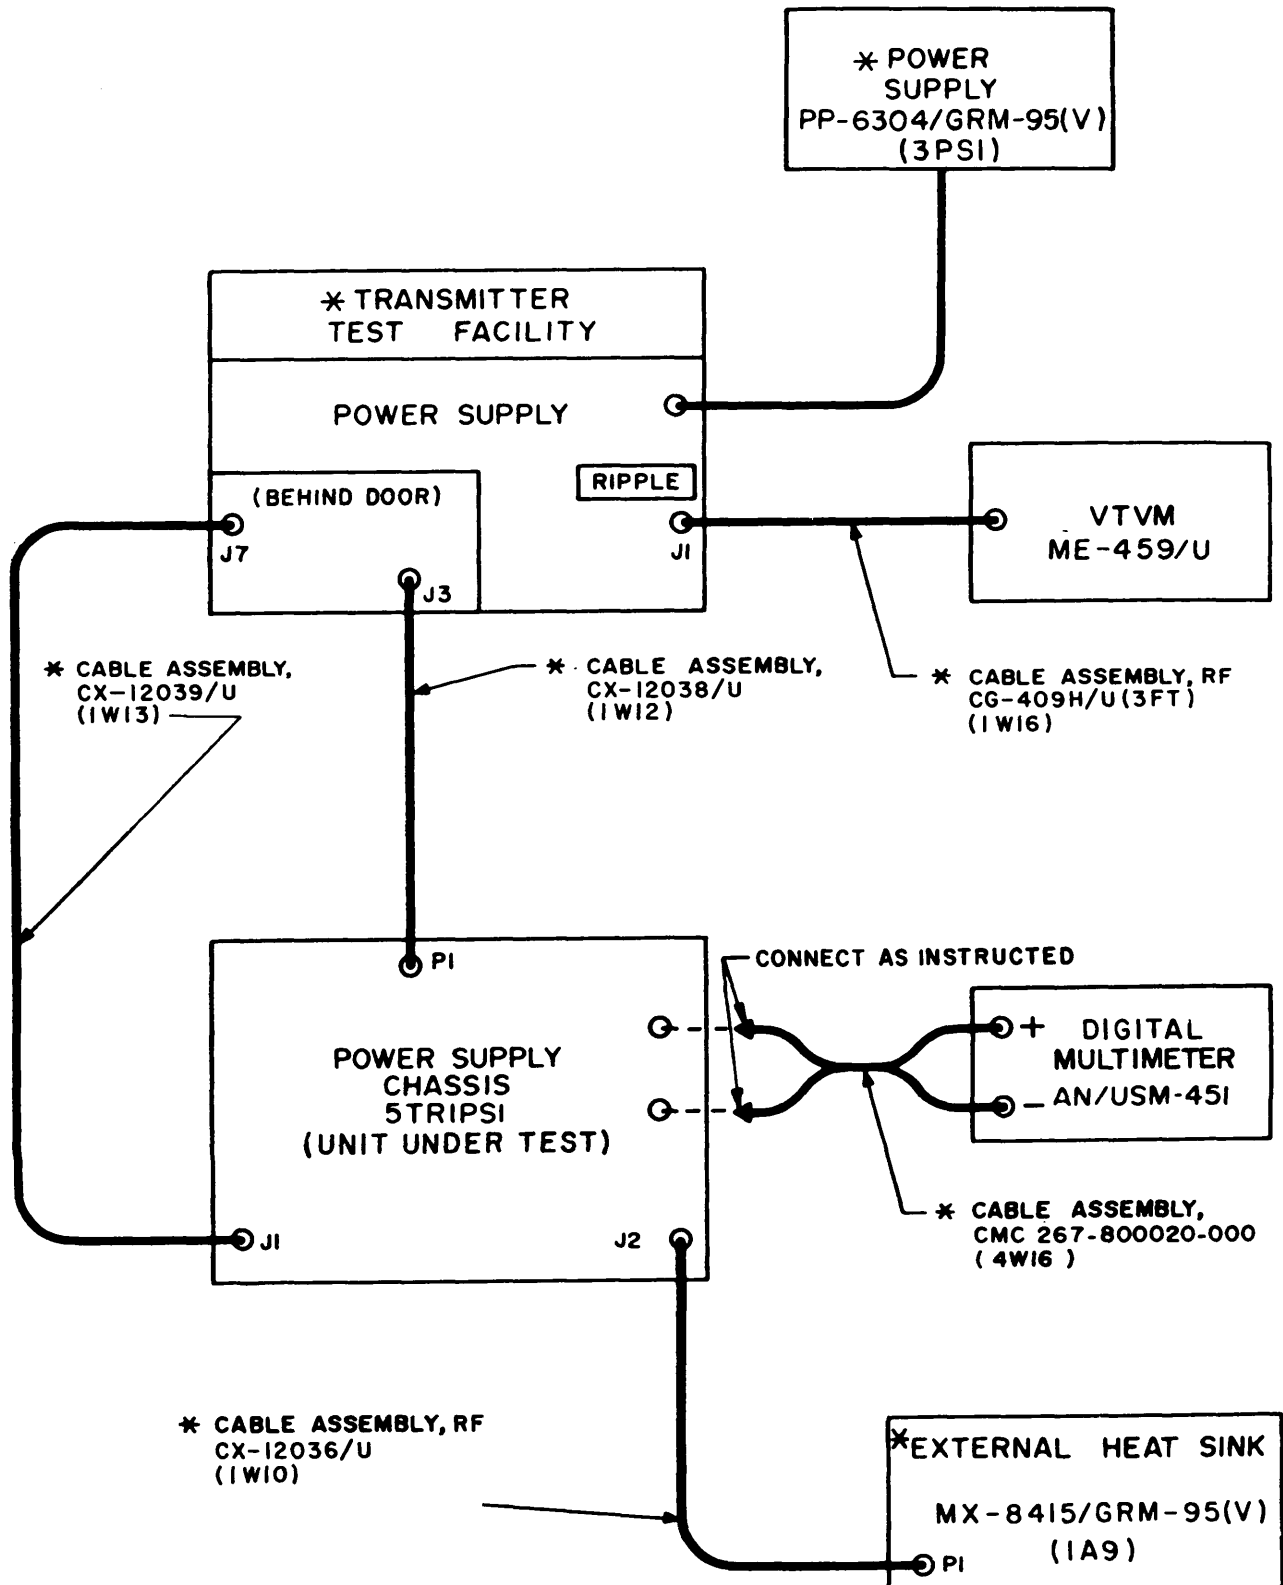 * POWER
SUPPLY
PP-6304/GRM-95(V)
(3PS1)
* TRANSMITTER
TEST FACILITY
POWER SUPPLY
(BEHIND DOOR)
RIPPLE
J7
J3
J1
VTVM
ME-459/U
* CABLE ASSEMBLY,
CX-12039/U
(1W13)
* CABLE ASSEMBLY,
CX-12038/U
(1W12)
* CABLE ASSEMBLY, RF
CG-409H/U(3FT)
(1W16)
P1
CONNECT AS INSTRUCTED
POWER SUPPLY
CHASSIS
5TR1PS1
(UNIT UNDER TEST)
+ DIGITAL
MULTIMETER
- AN/USM-451
J1
J2
* CABLE ASSEMBLY,
CMC 267-800020-000
( 4W16 )
* CABLE ASSEMBLY, RF
CX-12036/U
(1W10)
*EXTERNAL HEAT SINK
MX-8415/GRM-95(V)
(1A9)
P1